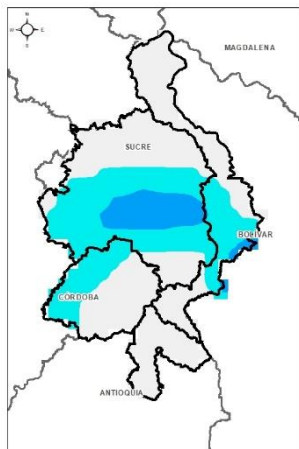 N
W E
S
MAGDALENA
SUCRE
BOLIVAR
CORDOBA
ANTIOQUIA